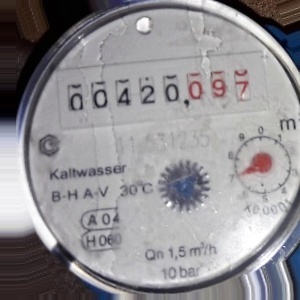 00420,097
m³
Kaltwasser
B-H A-V 30°C
A 04
H 060
Qn 1,5 m³/h
10 bar